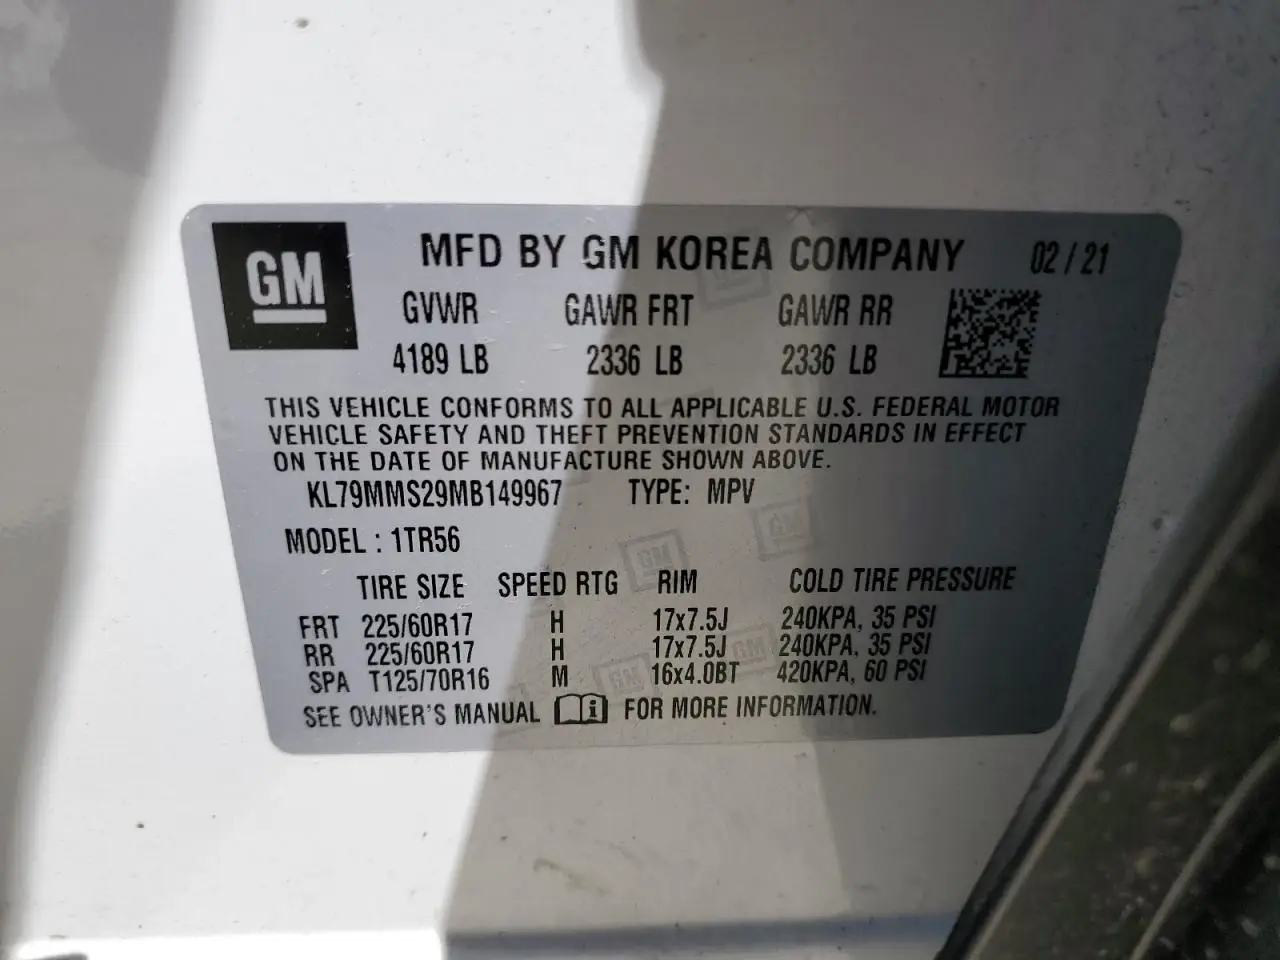 GM MFD BY GM KOREA COMPANY 02/21
GVWR GAWR FRT GAWR RR
4189 LB 2336 LB 2336 LB
THIS VEHICLE CONFORMS TO ALL APPLICABLE U.S. FEDERAL MOTOR
VEHICLE SAFETY AND THEFT PREVENTION STANDARDS IN EFFECT
ON THE DATE OF MANUFACTURE SHOWN ABOVE.
KL79MMS29MB149967 TYPE: MPV
MODEL : 1TR56
TIRE SIZE SPEED RTG RIM COLD TIRE PRESSURE
FRT 225/60R17 H 17x7.5J 240KPA, 35 PSI
RR 225/60R17 H 17x7.5J 240KPA, 35 PSI
SPA T125/70R16 M 16x4.0BT 420KPA, 60 PSI
SEE OWNER'S MANUAL i FOR MORE INFORMATION.